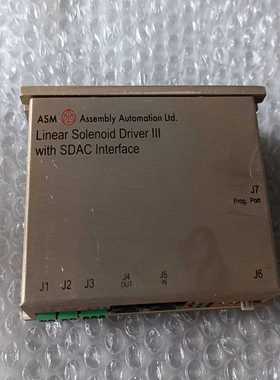 ASM Assembly Automation Ltd.
Linear Solenoid Driver III
with SDAC Interface
J7
Prog. Port
J1 J2 J3 J4 J5 J6
OUT IN